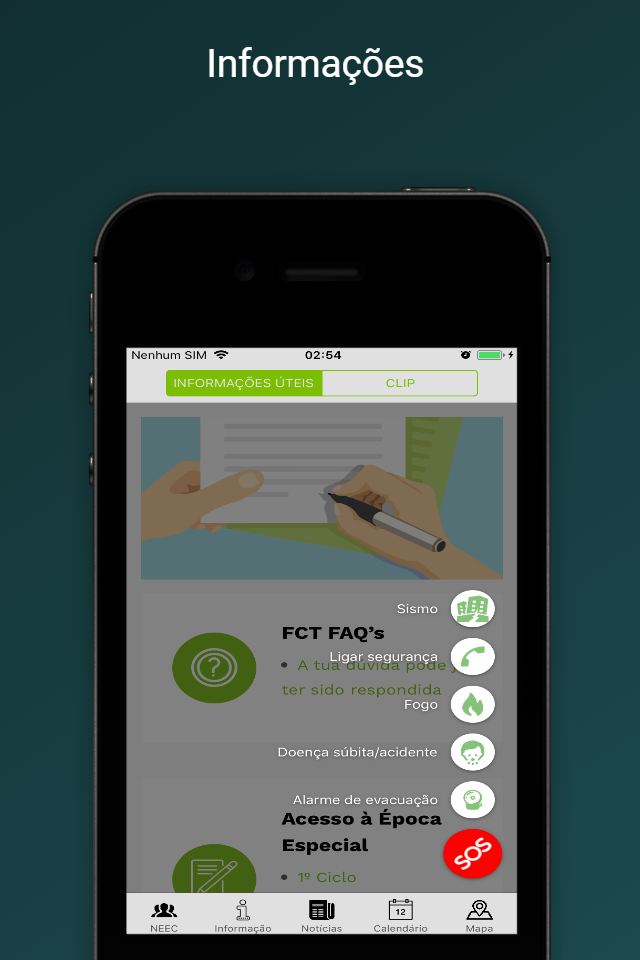 Informações
Nenhum SIM
02:54
INFORMAÇÕES ÚTEIS
CLIP
Sismo
FCT FAQ’s
Ligar segurança
A tua dúvida pode
ter sido respondida
Fogo
Doença súbita/acidente
Alarme de evacuação
Acesso à Época
Especial
SOS
1º Ciclo
12
NEEC
Informação
Notícias
Calendário
Mapa